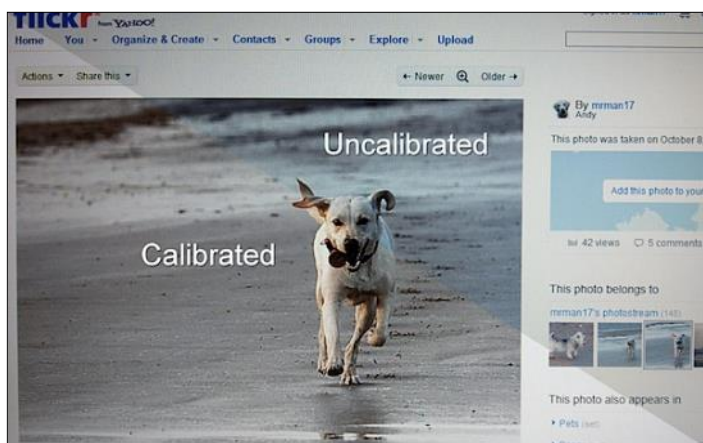 flickr from YAHOO!
Home You Organize & Create Contacts Groups Explore Upload
Actions Share this ← Newer Older →
By mrman17
Andy
This photo was taken on October 8
Uncalibrated
Add this photo to your
Calibrated
42 views 5 comments
This photo belongs to
mrman17's photostream (148)
This photo also appears in
Pets (set)